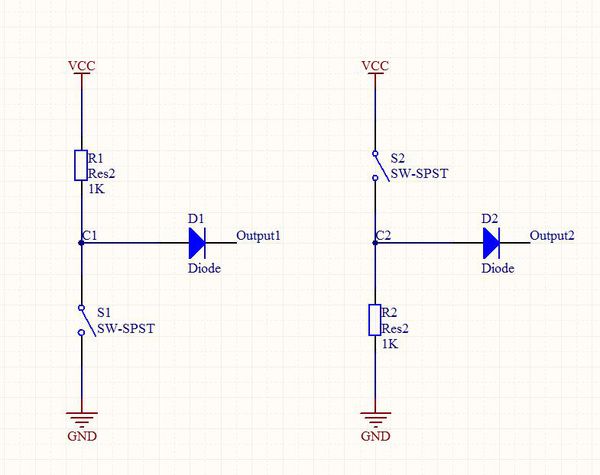 VCC
R1
Res2
1K
C1
D1
Output1
Diode
S1
SW-SPST
GND
VCC
S2
SW-SPST
C2
D2
Output2
Diode
R2
Res2
1K
GND